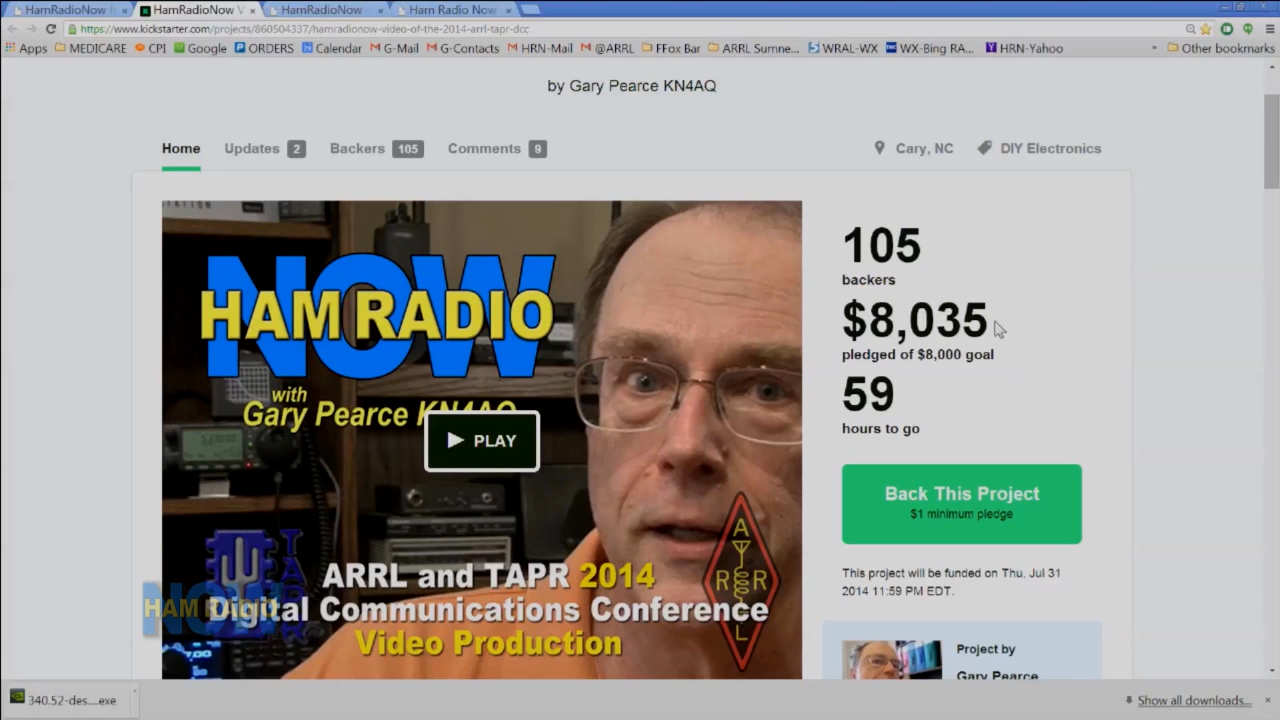 HamRadioNow
HamRadioNow V
HamRadioNow -
Ham Radio Now
https://www.kickstarter.com/projects/860504337/hamradionow-video-of-the-2014-arrl-tapr-dcc
Apps MEDICARE CPI Google ORDERS Calendar G-Mail G-Contacts HRN-Mail @ARRL FFox Bar ARRL Sumne... WRAL-WX WX-Bing RA... HRN-Yahoo » Other bookmarks
by Gary Pearce KN4AQ
Home Updates 2 Backers 105 Comments 9 Cary, NC DIY Electronics
NOW
HAM RADIO
with
Gary Pearce KN4AQ
PLAY
ARRL and TAPR 2014
Digital Communications Conference
Video Production
TAPR
A
R R
L
HAM RADIO
NOW
105
backers
$8,035
pledged of $8,000 goal
59
hours to go
Back This Project
$1 minimum pledge
This project will be funded on Thu, Jul 31
2014 11:59 PM EDT.
Project by
Gary Pearce
340.52-des....exe
Show all downloads...